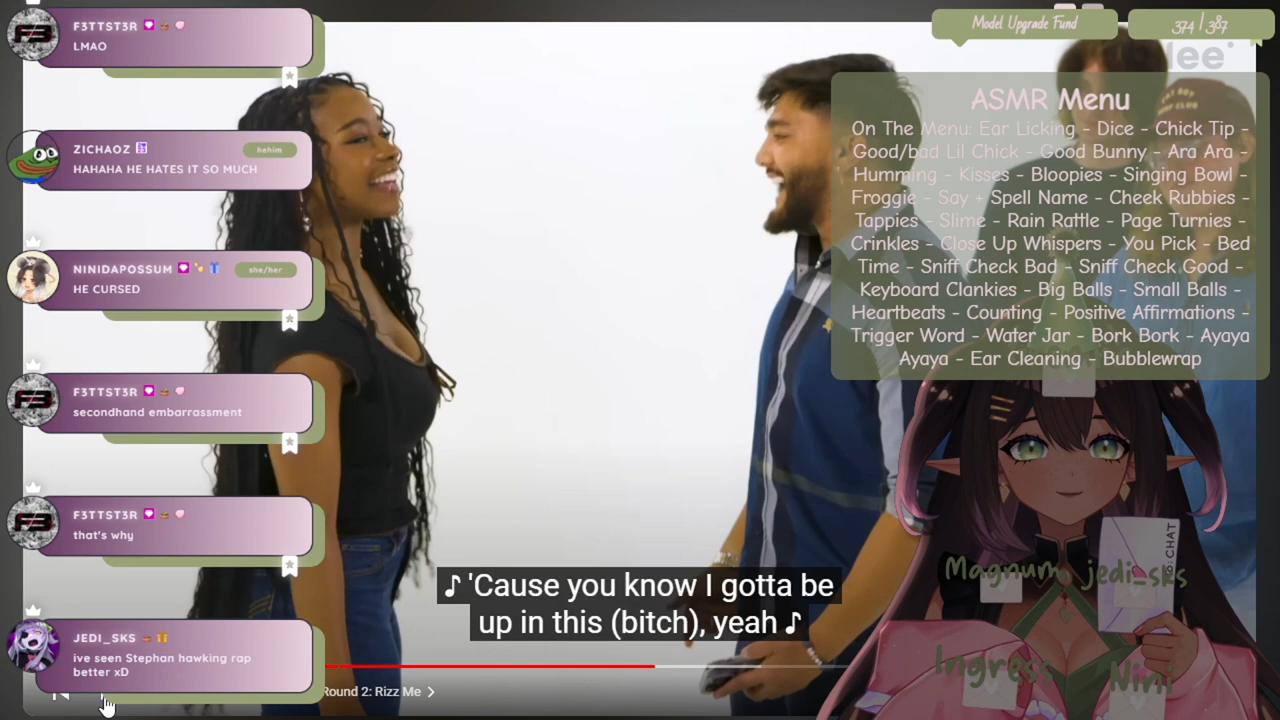 F3TTST3R
LMAO
ZICHAOZ
hehim
HAHAHA HE HATES IT SO MUCH
NINIDAPOSSUM
she/her
HE CURSED
F3TTST3R
secondhand embarrassment
F3TTST3R
that's why
JEDI_SKS
ive seen Stephan hawking rap
better xD
Model Upgrade Fund
374 / 387
ASMR Menu
On The Menu: Ear Licking - Dice - Chick Tip -
Good/bad Lil Chick - Good Bunny - Ara Ara -
Humming - Kisses - Bloopies - Singing Bowl -
Froggie - Say + Spell Name - Cheek Rubbies -
Tappies - Slime - Rain Rattle - Page Turnies -
Crinkles - Close Up Whispers - You Pick - Bed
Time - Sniff Check Bad - Sniff Check Good -
Keyboard Clankies - Big Balls - Small Balls -
Heartbeats - Counting - Positive Affirmations -
Trigger Word - Water Jar - Bork Bork - Ayaya
Ayaya - Ear Cleaning - Bubblewrap
♪ 'Cause you know I gotta be
up in this (bitch), yeah ♪
Round 2: Rizz Me
Magnum
jedi_sks
CHAT
Ingress
Nini